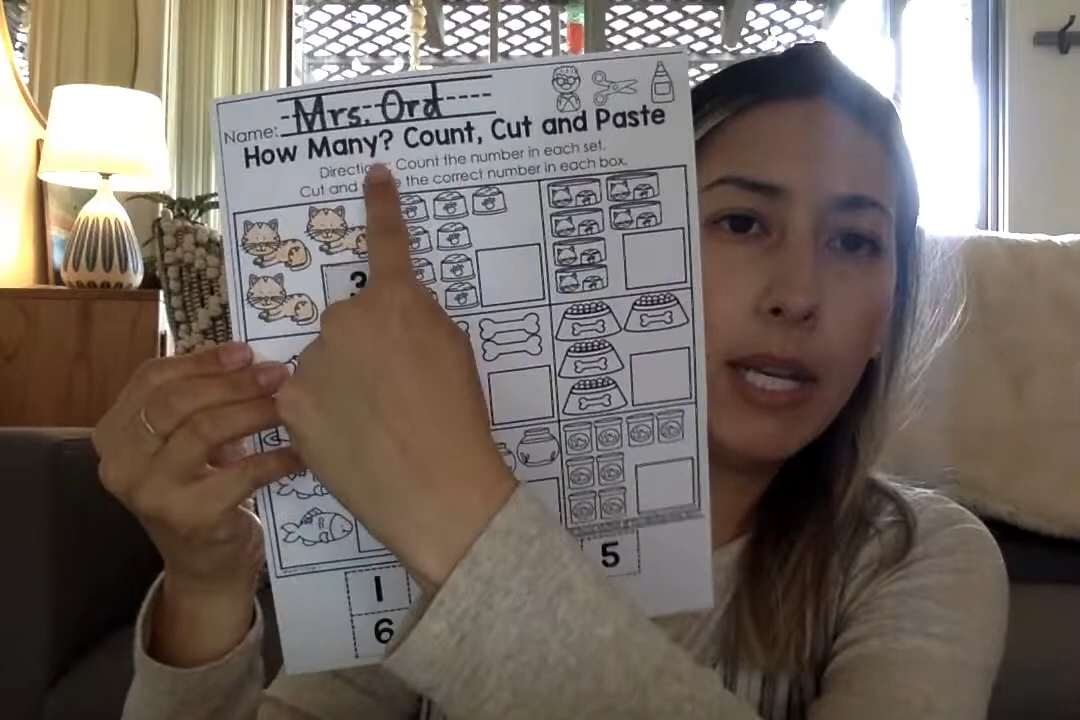 Name: Mrs. Ord
How Many? Count, Cut and Paste
Count the number in each set.
Cut and the correct number in each box.
3
1
5
6